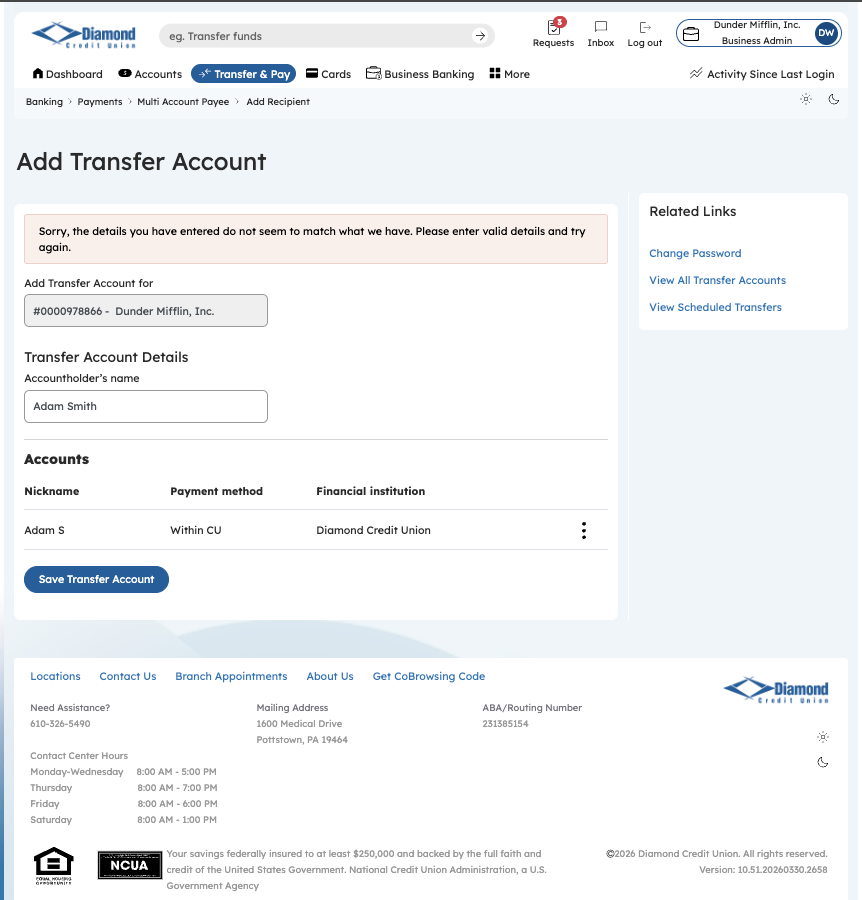 Diamond
Credit Union
eg. Transfer funds
3
Requests
Inbox
Log out
Dunder Mifflin, Inc.
Business Admin
DW
Dashboard
Accounts
Transfer & Pay
Cards
Business Banking
More
Activity Since Last Login
Banking › Payments › Multi Account Payee › Add Recipient
Add Transfer Account
Sorry, the details you have entered do not seem to match what we have. Please enter valid details and try
again.
Add Transfer Account for
#0000978866 - Dunder Mifflin, Inc.
Transfer Account Details
Accountholder’s name
Adam Smith
Accounts
Nickname Payment method Financial institution
Adam S Within CU Diamond Credit Union
Save Transfer Account
Related Links
Change Password
View All Transfer Accounts
View Scheduled Transfers
Locations Contact Us Branch Appointments About Us Get CoBrowsing Code
Need Assistance?
610-326-5490
Mailing Address
1600 Medical Drive
Pottstown, PA 19464
ABA/Routing Number
231385154
Diamond
Credit Union
Contact Center Hours
Monday-Wednesday 8:00 AM - 5:00 PM
Thursday 8:00 AM - 7:00 PM
Friday 8:00 AM - 6:00 PM
Saturday 8:00 AM - 1:00 PM
EQUAL HOUSING
OPPORTUNITY
NCUA
Your savings federally insured to at least $250,000 and backed by the full faith and
credit of the United States Government. National Credit Union Administration, a U.S.
Government Agency
©2026 Diamond Credit Union. All rights reserved.
Version: 10.51.20260330.2658